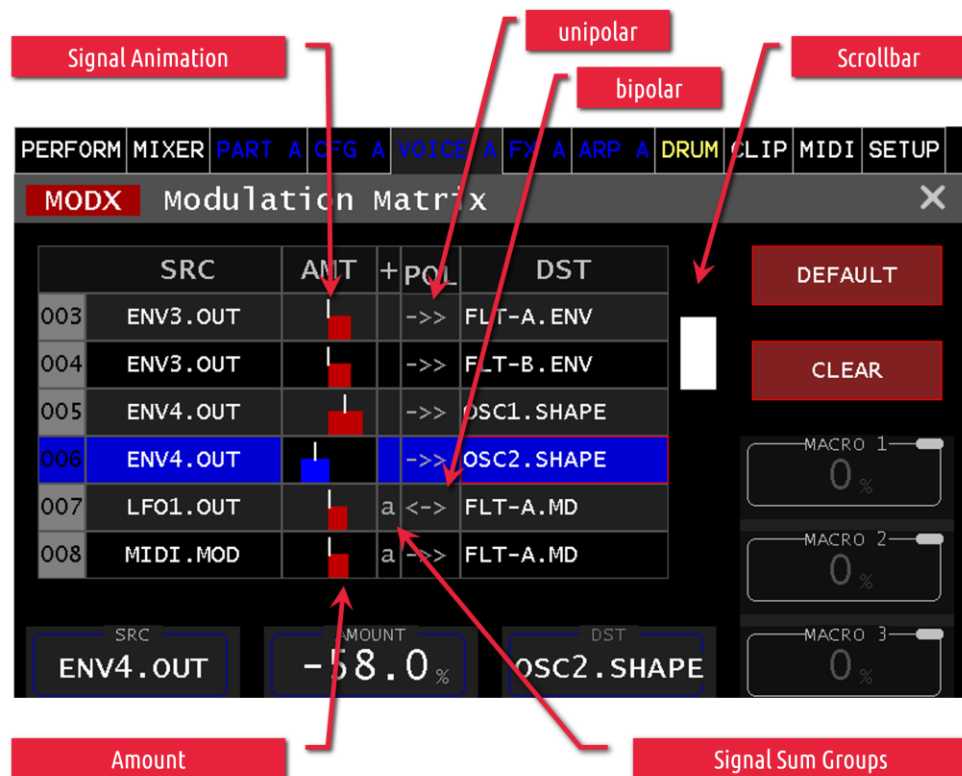 unipolar
Signal Animation
Scrollbar
bipolar
PERFORM MIXER PART A CFG A VOICE A FX A ARP A DRUM CLIP MIDI SETUP
MODX Modulation Matrix ×
SRC AMT + POL DST
003 ENV3.OUT ->> FLT-A.ENV
004 ENV3.OUT ->> FLT-B.ENV
005 ENV4.OUT ->> OSC1.SHAPE
006 ENV4.OUT ->> OSC2.SHAPE
007 LFO1.OUT a <-> FLT-A.MD
008 MIDI.MOD a ->> FLT-A.MD
DEFAULT
CLEAR
MACRO 1
0 %
MACRO 2
0 %
MACRO 3
0 %
SRC AMOUNT DST
ENV4.OUT -58.0 % OSC2.SHAPE
Amount
Signal Sum Groups